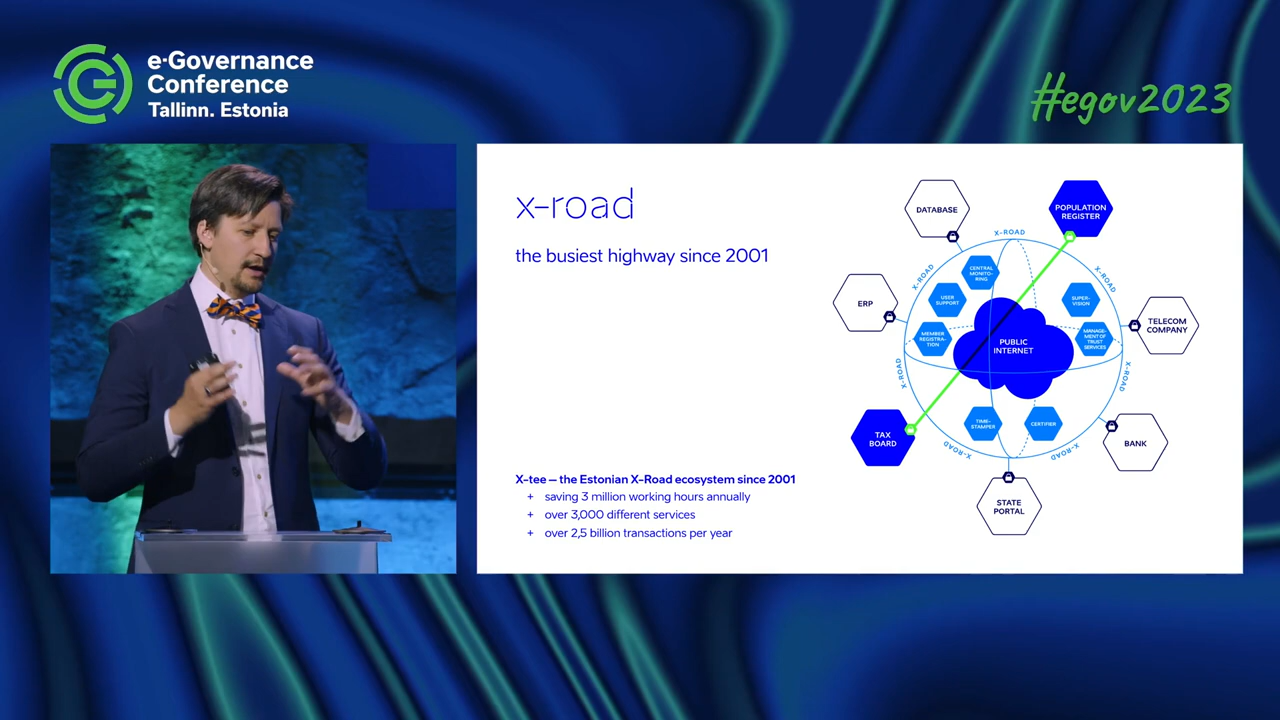 e-Governance
Conference
Tallinn. Estonia
#egov2023
x-road
the busiest highway since 2001
X-tee – the Estonian X-Road ecosystem since 2001
+ saving 3 million working hours annually
+ over 3,000 different services
+ over 2,5 billion transactions per year
DATABASE
POPULATION
REGISTER
X-ROAD
X-ROAD
X-ROAD
CENTRAL
MONITO-
RING
USER
SUPPORT
SUPER-
VISION
ERP
TELECOM
COMPANY
MEMBER
REGISTRA-
TION
PUBLIC
INTERNET
MANAGE-
MENT OF
TRUST
SERVICES
X-ROAD
X-ROAD
TIME-
STAMPER
CERTIFIER
TAX
BOARD
BANK
X-ROAD
X-ROAD
STATE
PORTAL